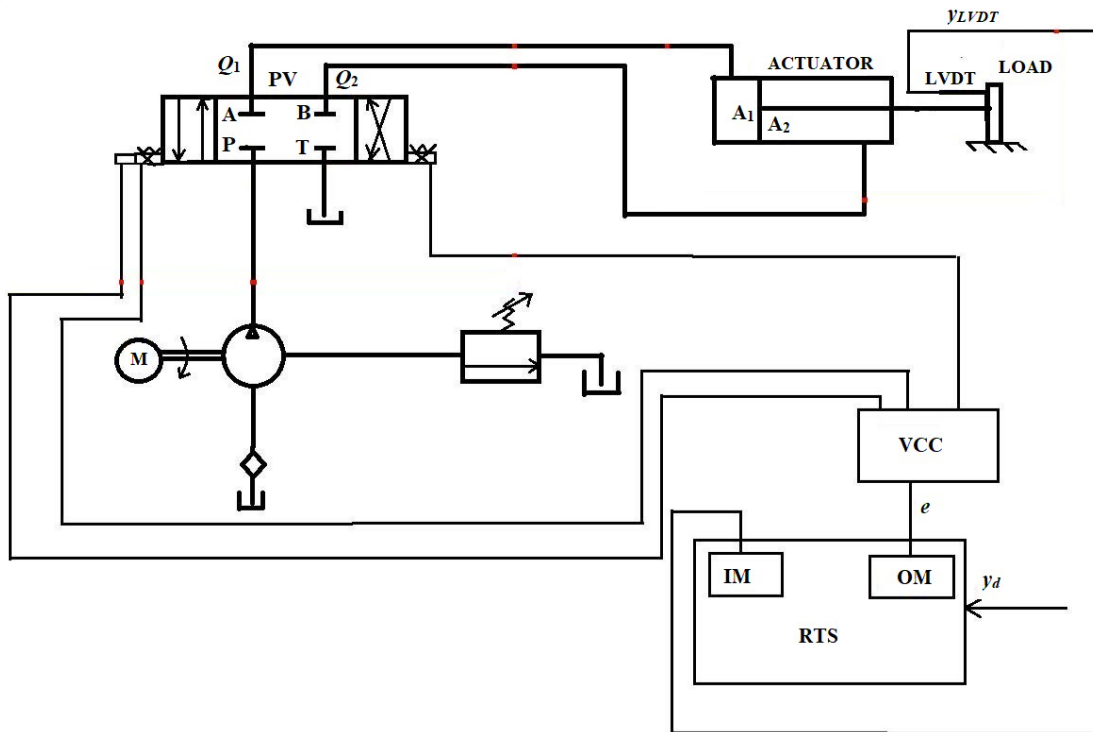 y_LVDT
Q₁
PV
Q₂
ACTUATOR
LVDT
LOAD
A
B
P
T
A₁
A₂
M
VCC
e
IM
OM
y_d
RTS